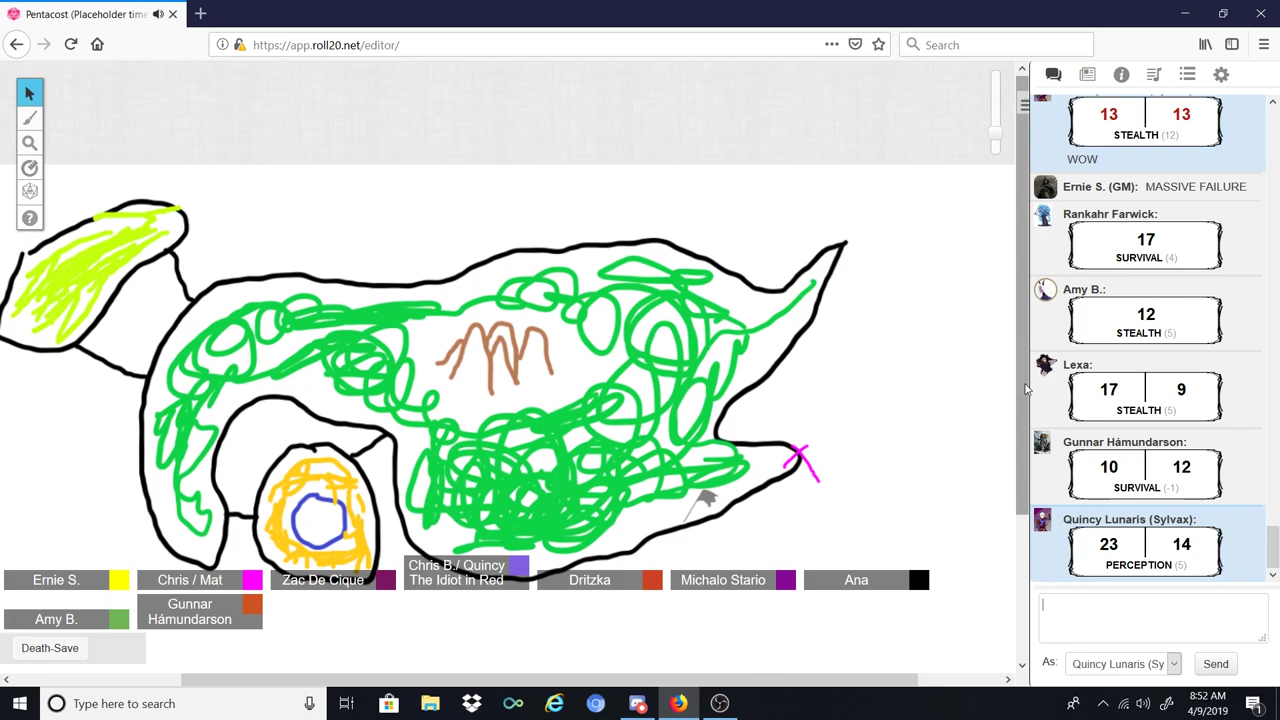 Pentacost (Placeholder time
https://app.roll20.net/editor/
Search
13 13
STEALTH (12)
WOW
Ernie S. (GM): MASSIVE FAILURE
Rankahr Farwick:
17
SURVIVAL (4)
Amy B.:
12
STEALTH (5)
Lexa:
17 9
STEALTH (5)
Gunnar Hámundarson:
10 12
SURVIVAL (-1)
Quincy Lunaris (Sylvax):
23 14
PERCEPTION (5)
Ernie S.
Chris / Mat
Zac De Cique
Chris B./ Quincy
The Idiot in Red
Dritzka
Michalo Stario
Ana
Amy B.
Gunnar
Hámundarson
Death-Save
As: Quincy Lunaris (Sy
Send
Type here to search
8:52 AM
4/9/2019
1